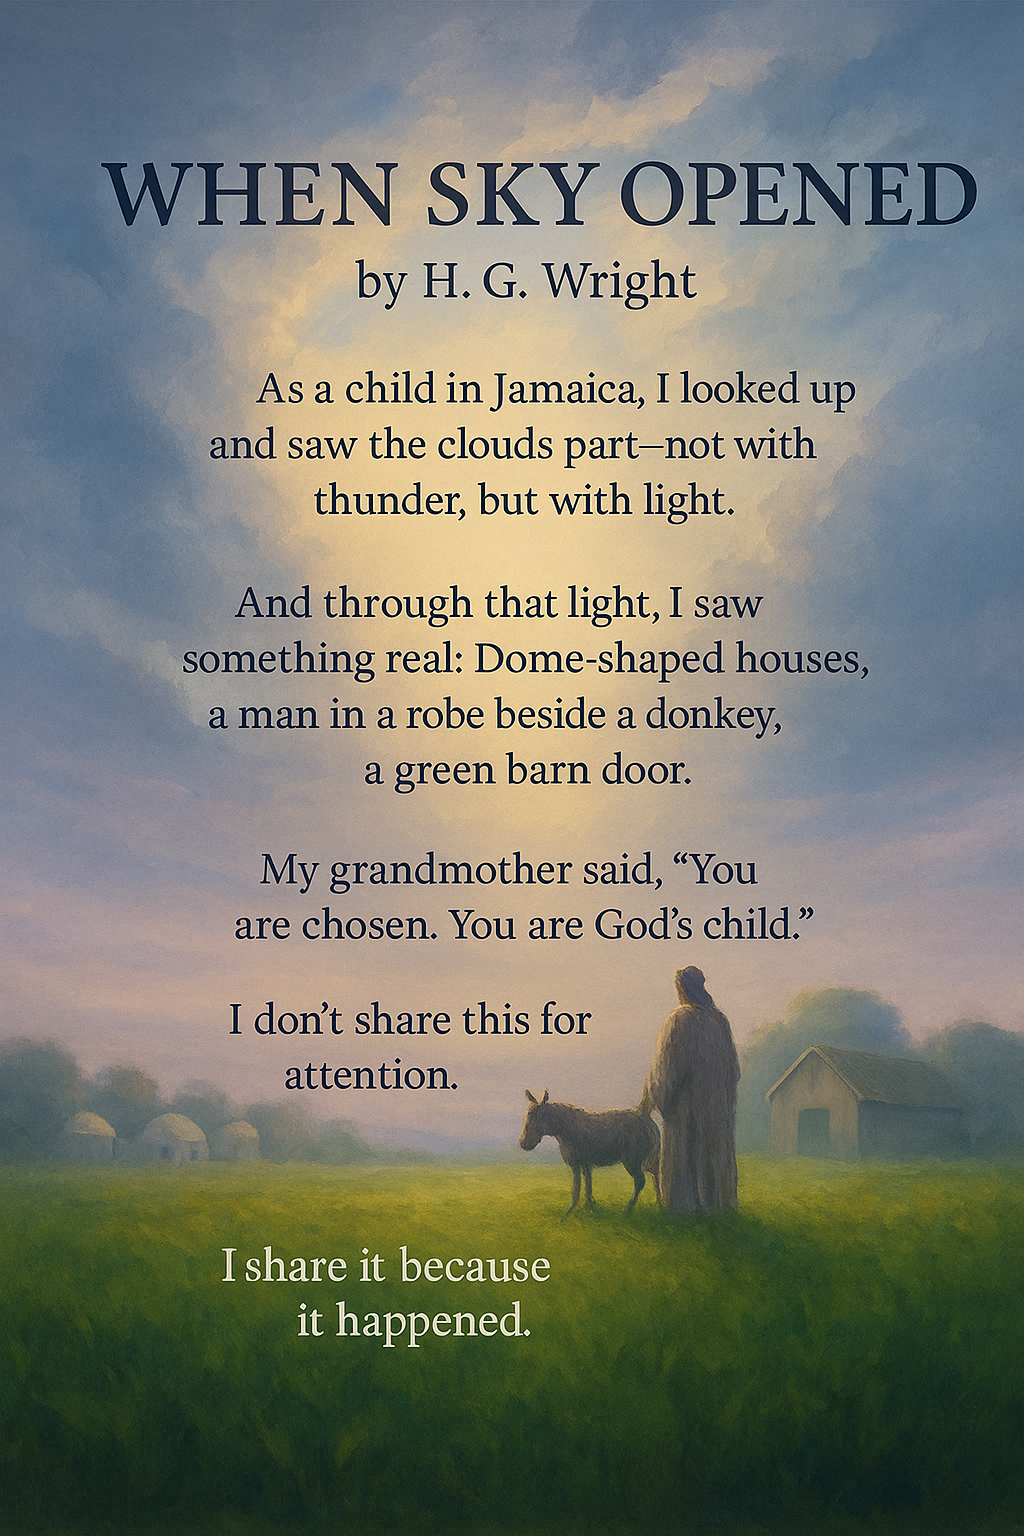 WHEN SKY OPENED
by H. G. Wright
As a child in Jamaica, I looked up
and saw the clouds part—not with
thunder, but with light.
And through that light, I saw
something real: Dome-shaped houses,
a man in a robe beside a donkey,
a green barn door.
My grandmother said, “You
are chosen. You are God’s child.”
I don’t share this for
attention.
I share it because
it happened.